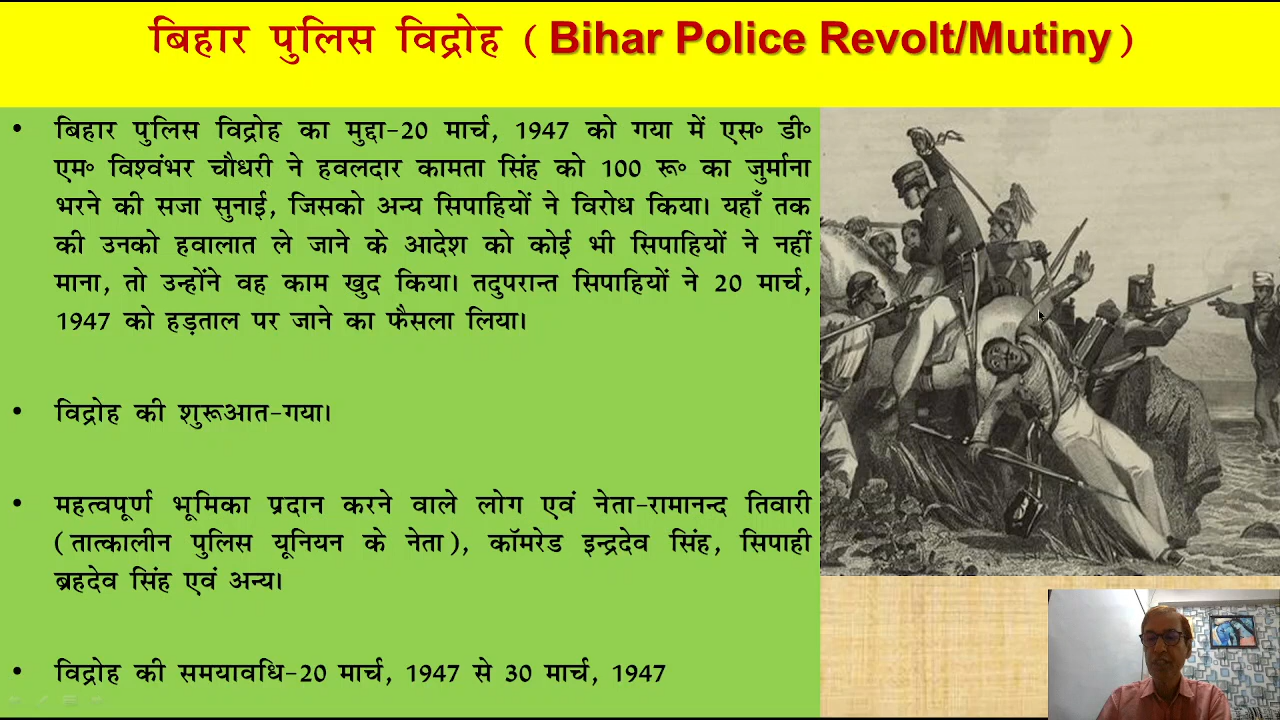 बिहार पुलिस विद्रोह ( Bihar Police Revolt/Mutiny )
• बिहार पुलिस विद्रोह का मुद्दा-20 मार्च, 1947 को गया में एस॰ डी॰
एम॰ विश्वंभर चौधरी ने हवलदार कामता सिंह को 100 रू॰ का जुर्माना
भरने की सजा सुनाई, जिसको अन्य सिपाहियों ने विरोध किया। यहाँ तक
की उनको हवालात ले जाने के आदेश को कोई भी सिपाहियों ने नहीं
माना, तो उन्होंने वह काम खुद किया। तदुपरान्त सिपाहियों ने 20 मार्च,
1947 को हड़ताल पर जाने का फैसला लिया।
• विद्रोह की शुरूआत-गया।
• महत्वपूर्ण भूमिका प्रदान करने वाले लोग एवं नेता-रामानन्द तिवारी
(तात्कालीन पुलिस यूनियन के नेता), कॉमरेड इन्द्रदेव सिंह, सिपाही
ब्रहदेव सिंह एवं अन्य।
• विद्रोह की समयावधि-20 मार्च, 1947 से 30 मार्च, 1947